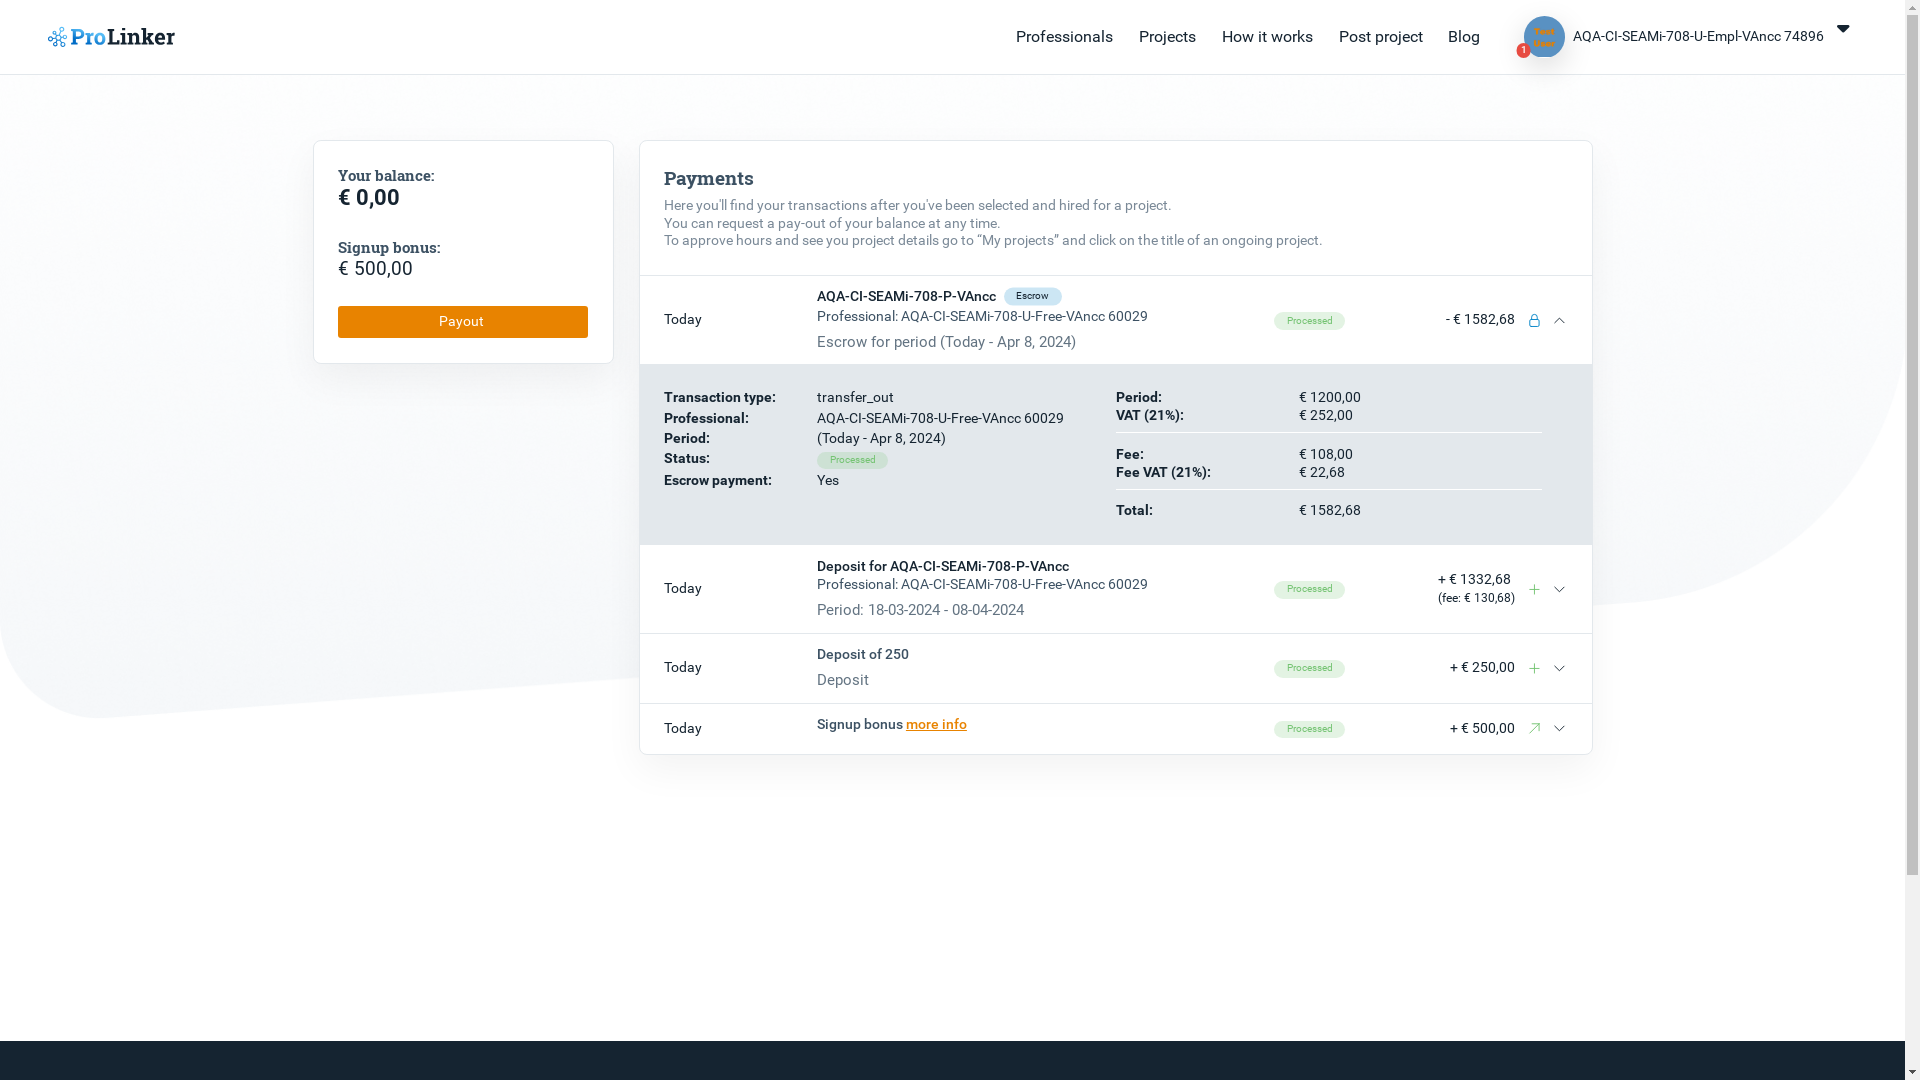 ProLinker
Professionals
Projects
How it works
Post project
Blog
Test
User
1
AQA-CI-SEAMi-708-U-Empl-VAncc 74896
Your balance:
€ 0,00
Signup bonus:
€ 500,00
Payout
Payments
Here you'll find your transactions after you've been selected and hired for a project.
You can request a pay-out of your balance at any time.
To approve hours and see you project details go to “My projects” and click on the title of an ongoing project.
Today
AQA-CI-SEAMi-708-P-VAncc Escrow
Professional: AQA-CI-SEAMi-708-U-Free-VAncc 60029
Escrow for period (Today - Apr 8, 2024)
Processed
- € 1582,68
Transaction type: transfer_out
Professional: AQA-CI-SEAMi-708-U-Free-VAncc 60029
Period: (Today - Apr 8, 2024)
Status: Processed
Escrow payment: Yes
Period: € 1200,00
VAT (21%): € 252,00
Fee: € 108,00
Fee VAT (21%): € 22,68
Total: € 1582,68
Today
Deposit for AQA-CI-SEAMi-708-P-VAncc
Professional: AQA-CI-SEAMi-708-U-Free-VAncc 60029
Period: 18-03-2024 - 08-04-2024
Processed
+ € 1332,68
(fee: € 130,68)
Today
Deposit of 250
Deposit
Processed
+ € 250,00
Today
Signup bonus more info
Processed
+ € 500,00